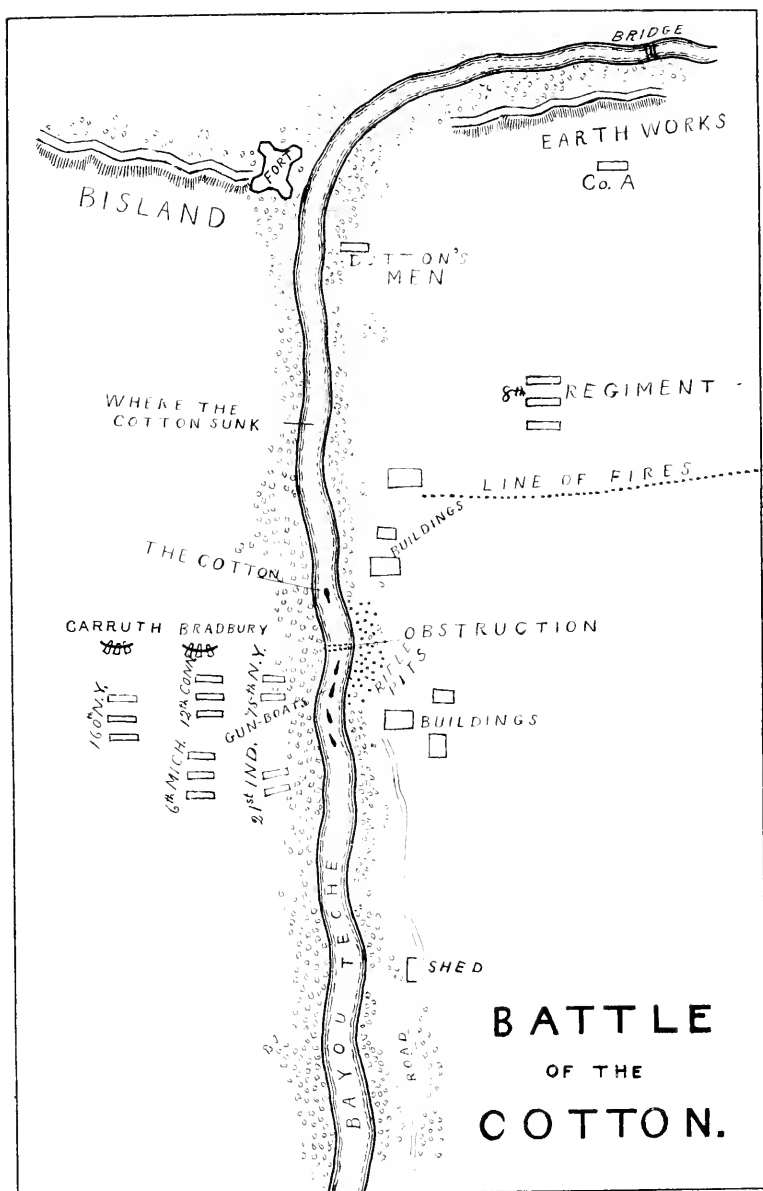 BRIDGE
EARTH WORKS
Co. A
FORT
BISLAND
DUTTON'S
MEN
WHERE THE
COTTON SUNK
8th REGIMENT
LINE OF FIRES
BUILDINGS
THE COTTON
CARRUTH
BRADBURY
OBSTRUCTION
RIFLE
PITS
160th N.Y.
12th CONN.
75th N.Y.
GUN-BOATS
BUILDINGS
6th MICH.
21st IND.
BAYOU TECHE
SHED
ROAD
BATTLE
OF THE
COTTON.